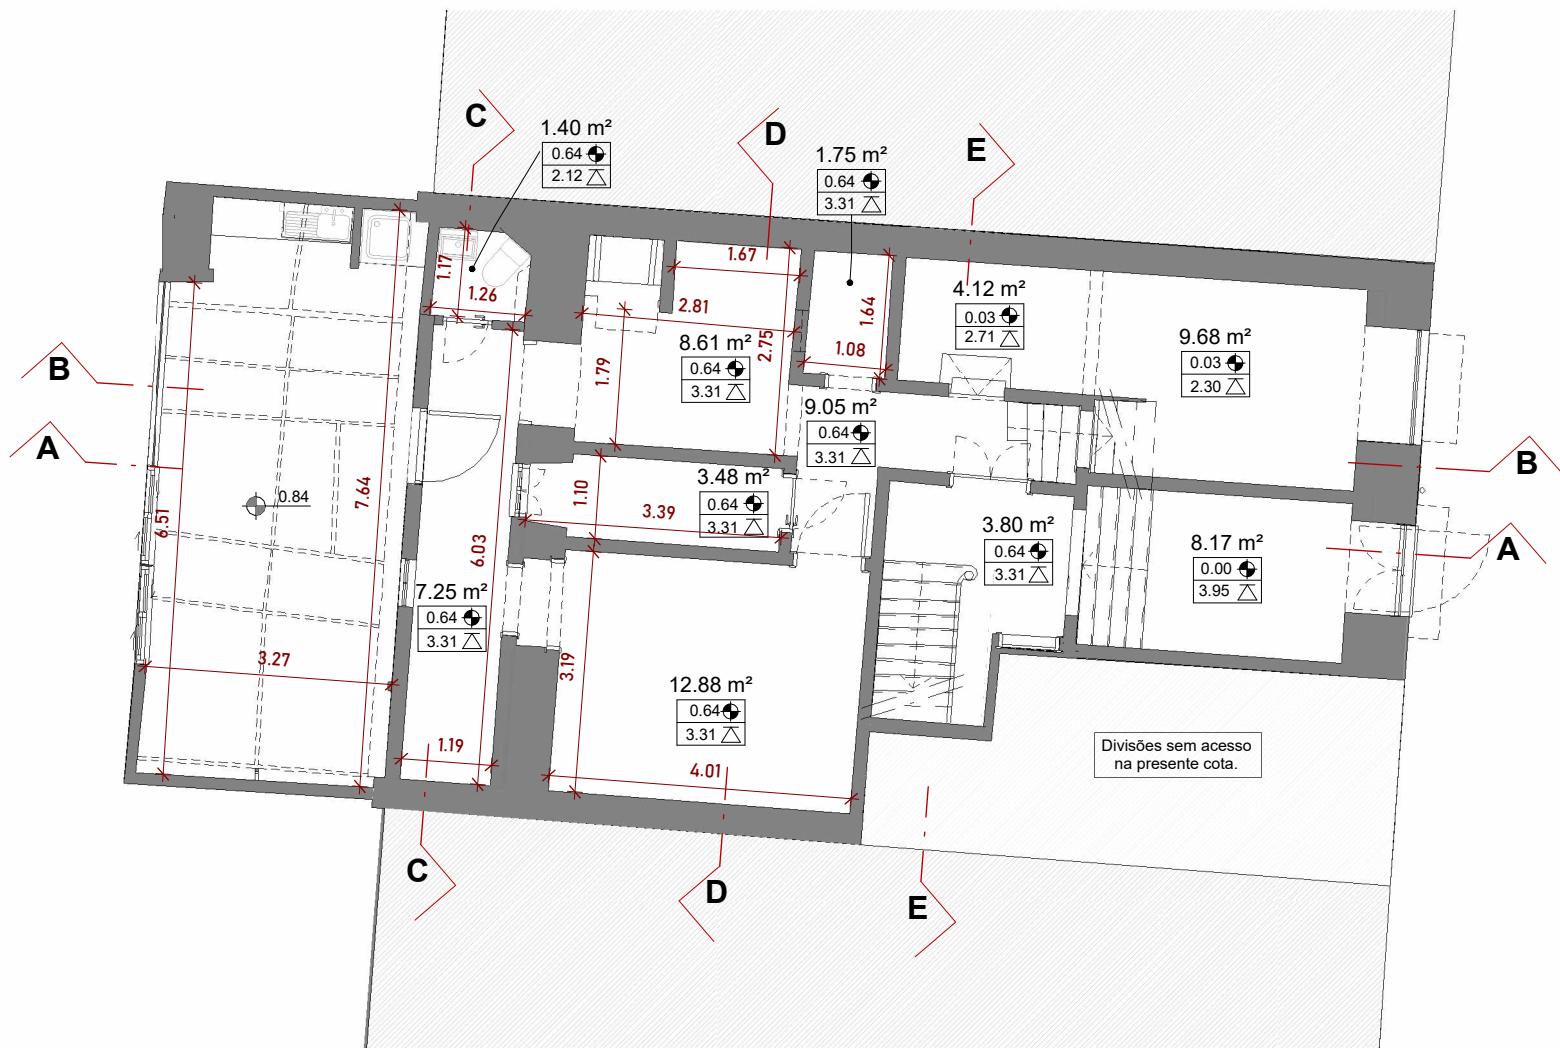 C
1.40 m²
0.64
2.12
D
1.75 m²
0.64
3.31
E
1.17
1.26
1.67
2.81
2.75
1.79
8.61 m²
0.64
3.31
1.64
1.08
4.12 m²
0.03
2.71
9.68 m²
0.03
2.30
B
A
9.05 m²
0.64
3.31
B
A
0.84
6.51
7.64
3.27
6.03
1.10
3.39
3.48 m²
0.64
3.31
3.80 m²
0.64
3.31
8.17 m²
0.00
3.95
7.25 m²
0.64
3.31
1.19
3.19
12.88 m²
0.64
3.31
4.01
Divisões sem acesso
na presente cota.
C
D
E